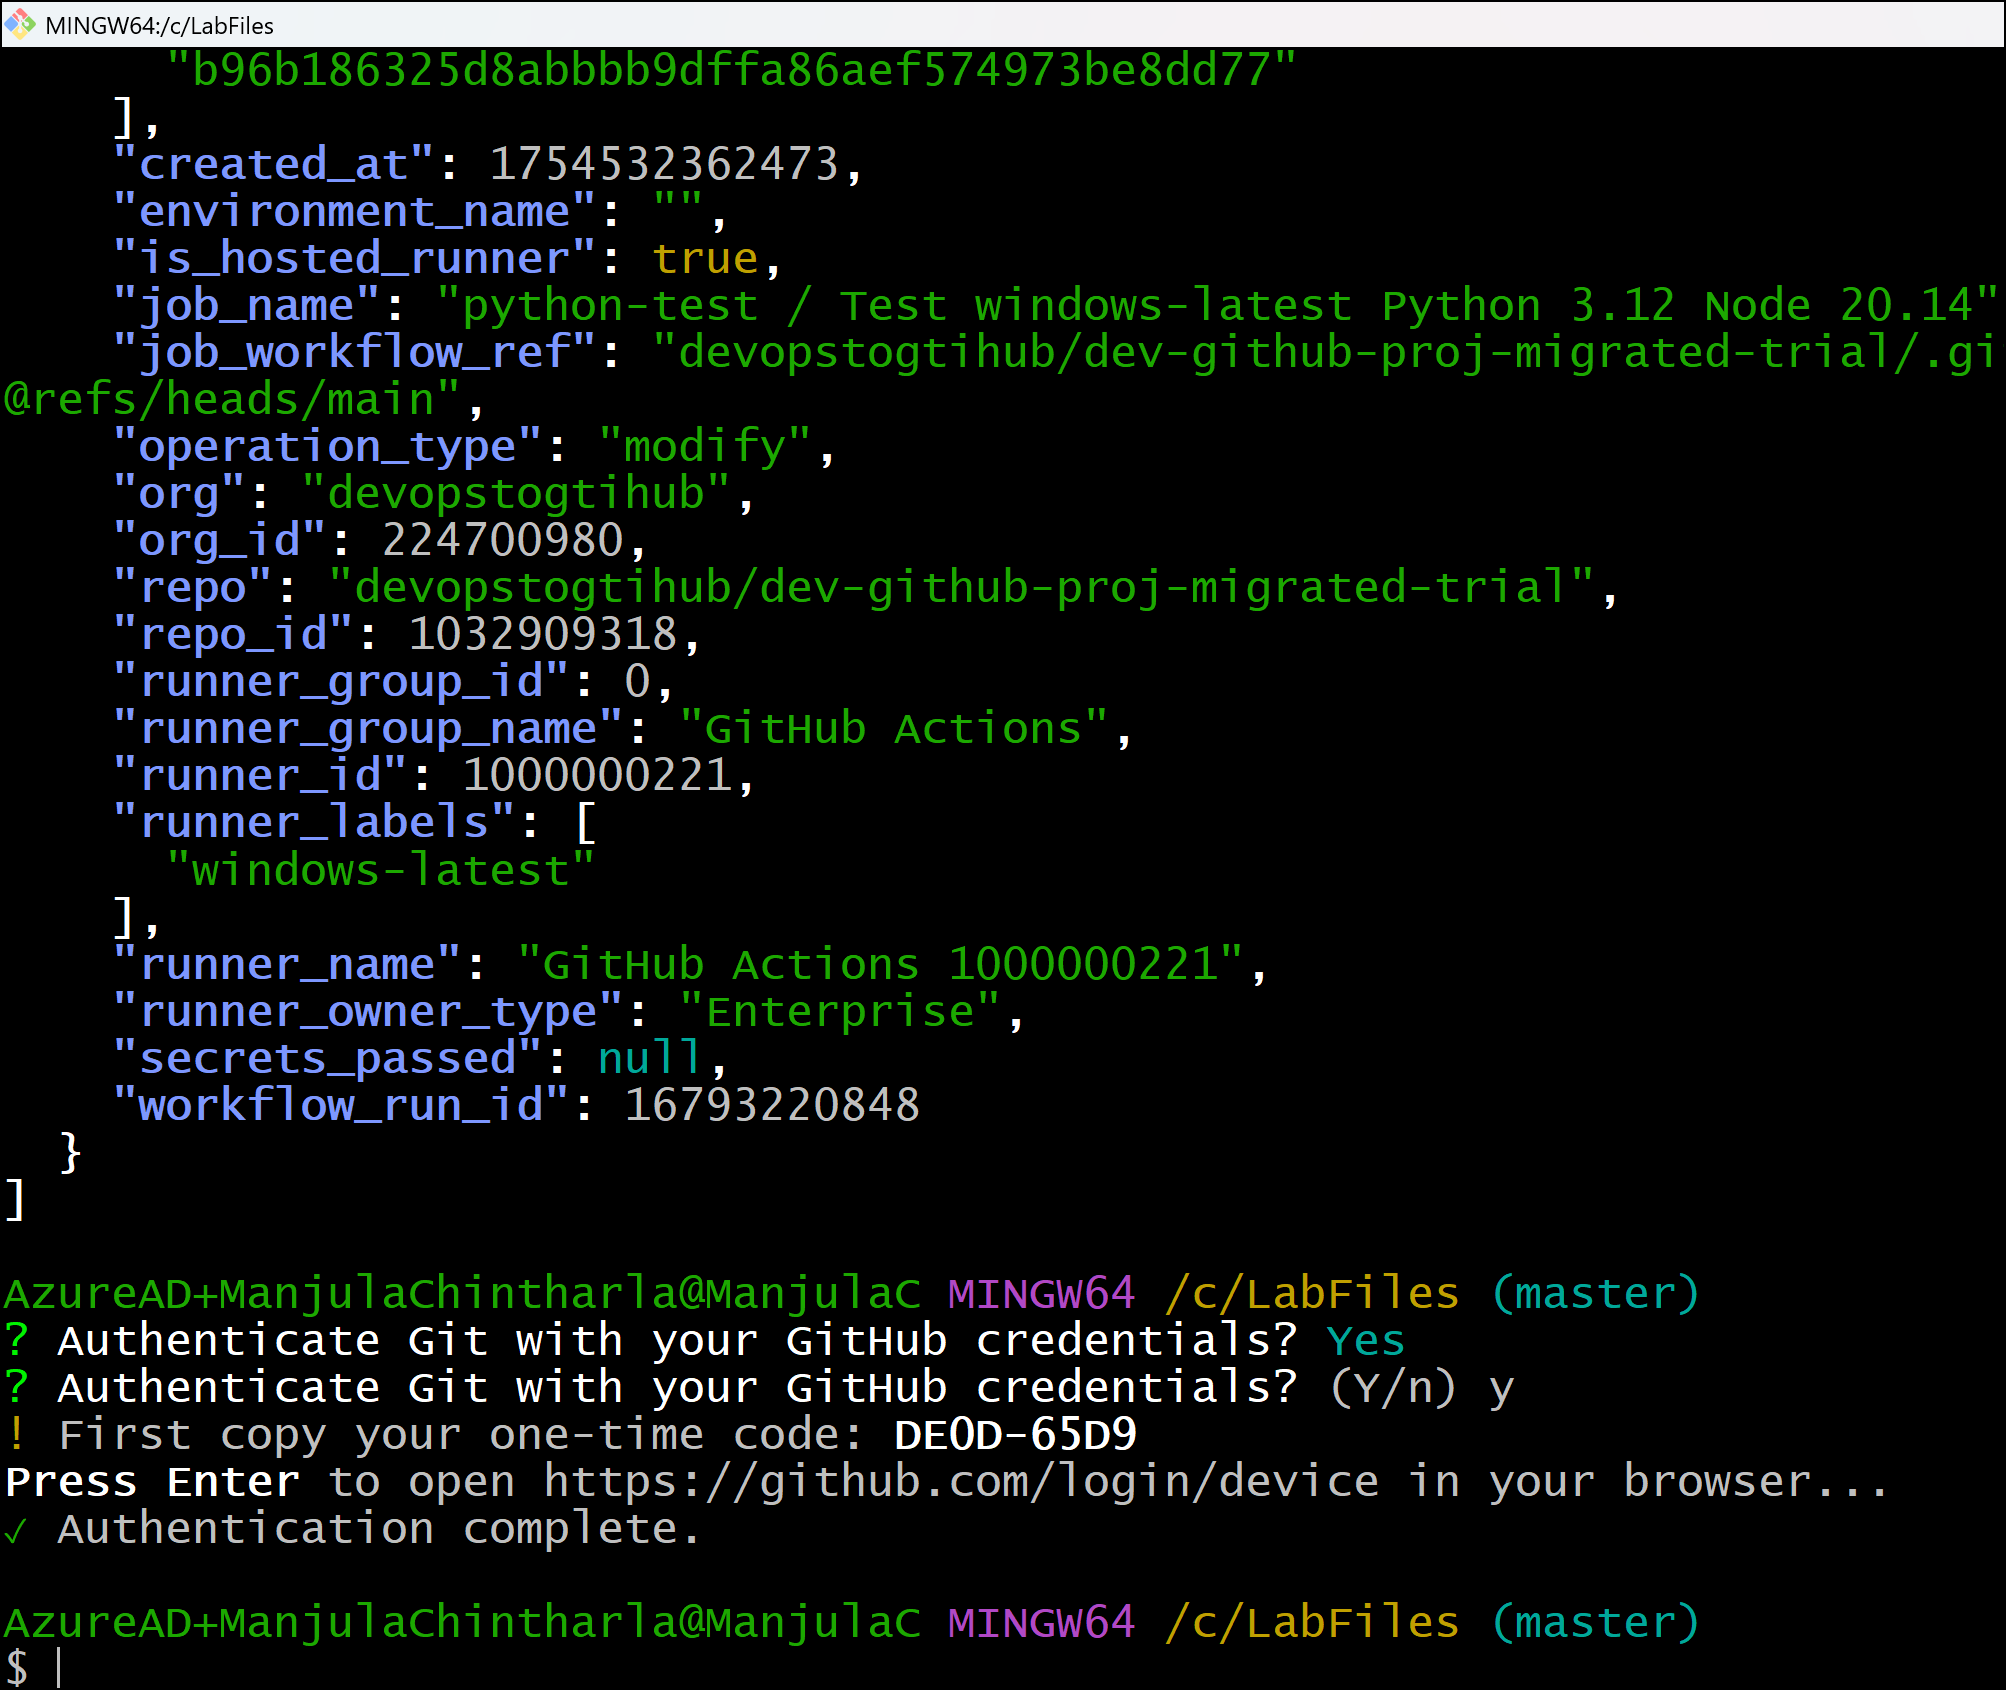 MINGW64:/c/LabFiles
"b96b186325d8abbbb9dffa86aef574973be8dd77"
],
"created_at": 1754532362473,
"environment_name": "",
"is_hosted_runner": true,
"job_name": "python-test / Test windows-latest Python 3.12 Node 20.14"
"job_workflow_ref": "devopstogtihub/dev-github-proj-migrated-trial/.gi
@refs/heads/main",
"operation_type": "modify",
"org": "devopstogtihub",
"org_id": 224700980,
"repo": "devopstogtihub/dev-github-proj-migrated-trial",
"repo_id": 1032909318,
"runner_group_id": 0,
"runner_group_name": "GitHub Actions",
"runner_id": 1000000221,
"runner_labels": [
"windows-latest"
],
"runner_name": "GitHub Actions 1000000221",
"runner_owner_type": "Enterprise",
"secrets_passed": null,
"workflow_run_id": 16793220848
}
]
AzureAD+ManjulaChintharla@ManjulaC MINGW64 /c/LabFiles (master)
? Authenticate Git with your GitHub credentials? Yes
? Authenticate Git with your GitHub credentials? (Y/n) y
! First copy your one-time code: DE0D-65D9
Press Enter to open https://github.com/login/device in your browser...
✓ Authentication complete.
AzureAD+ManjulaChintharla@ManjulaC MINGW64 /c/LabFiles (master)
$